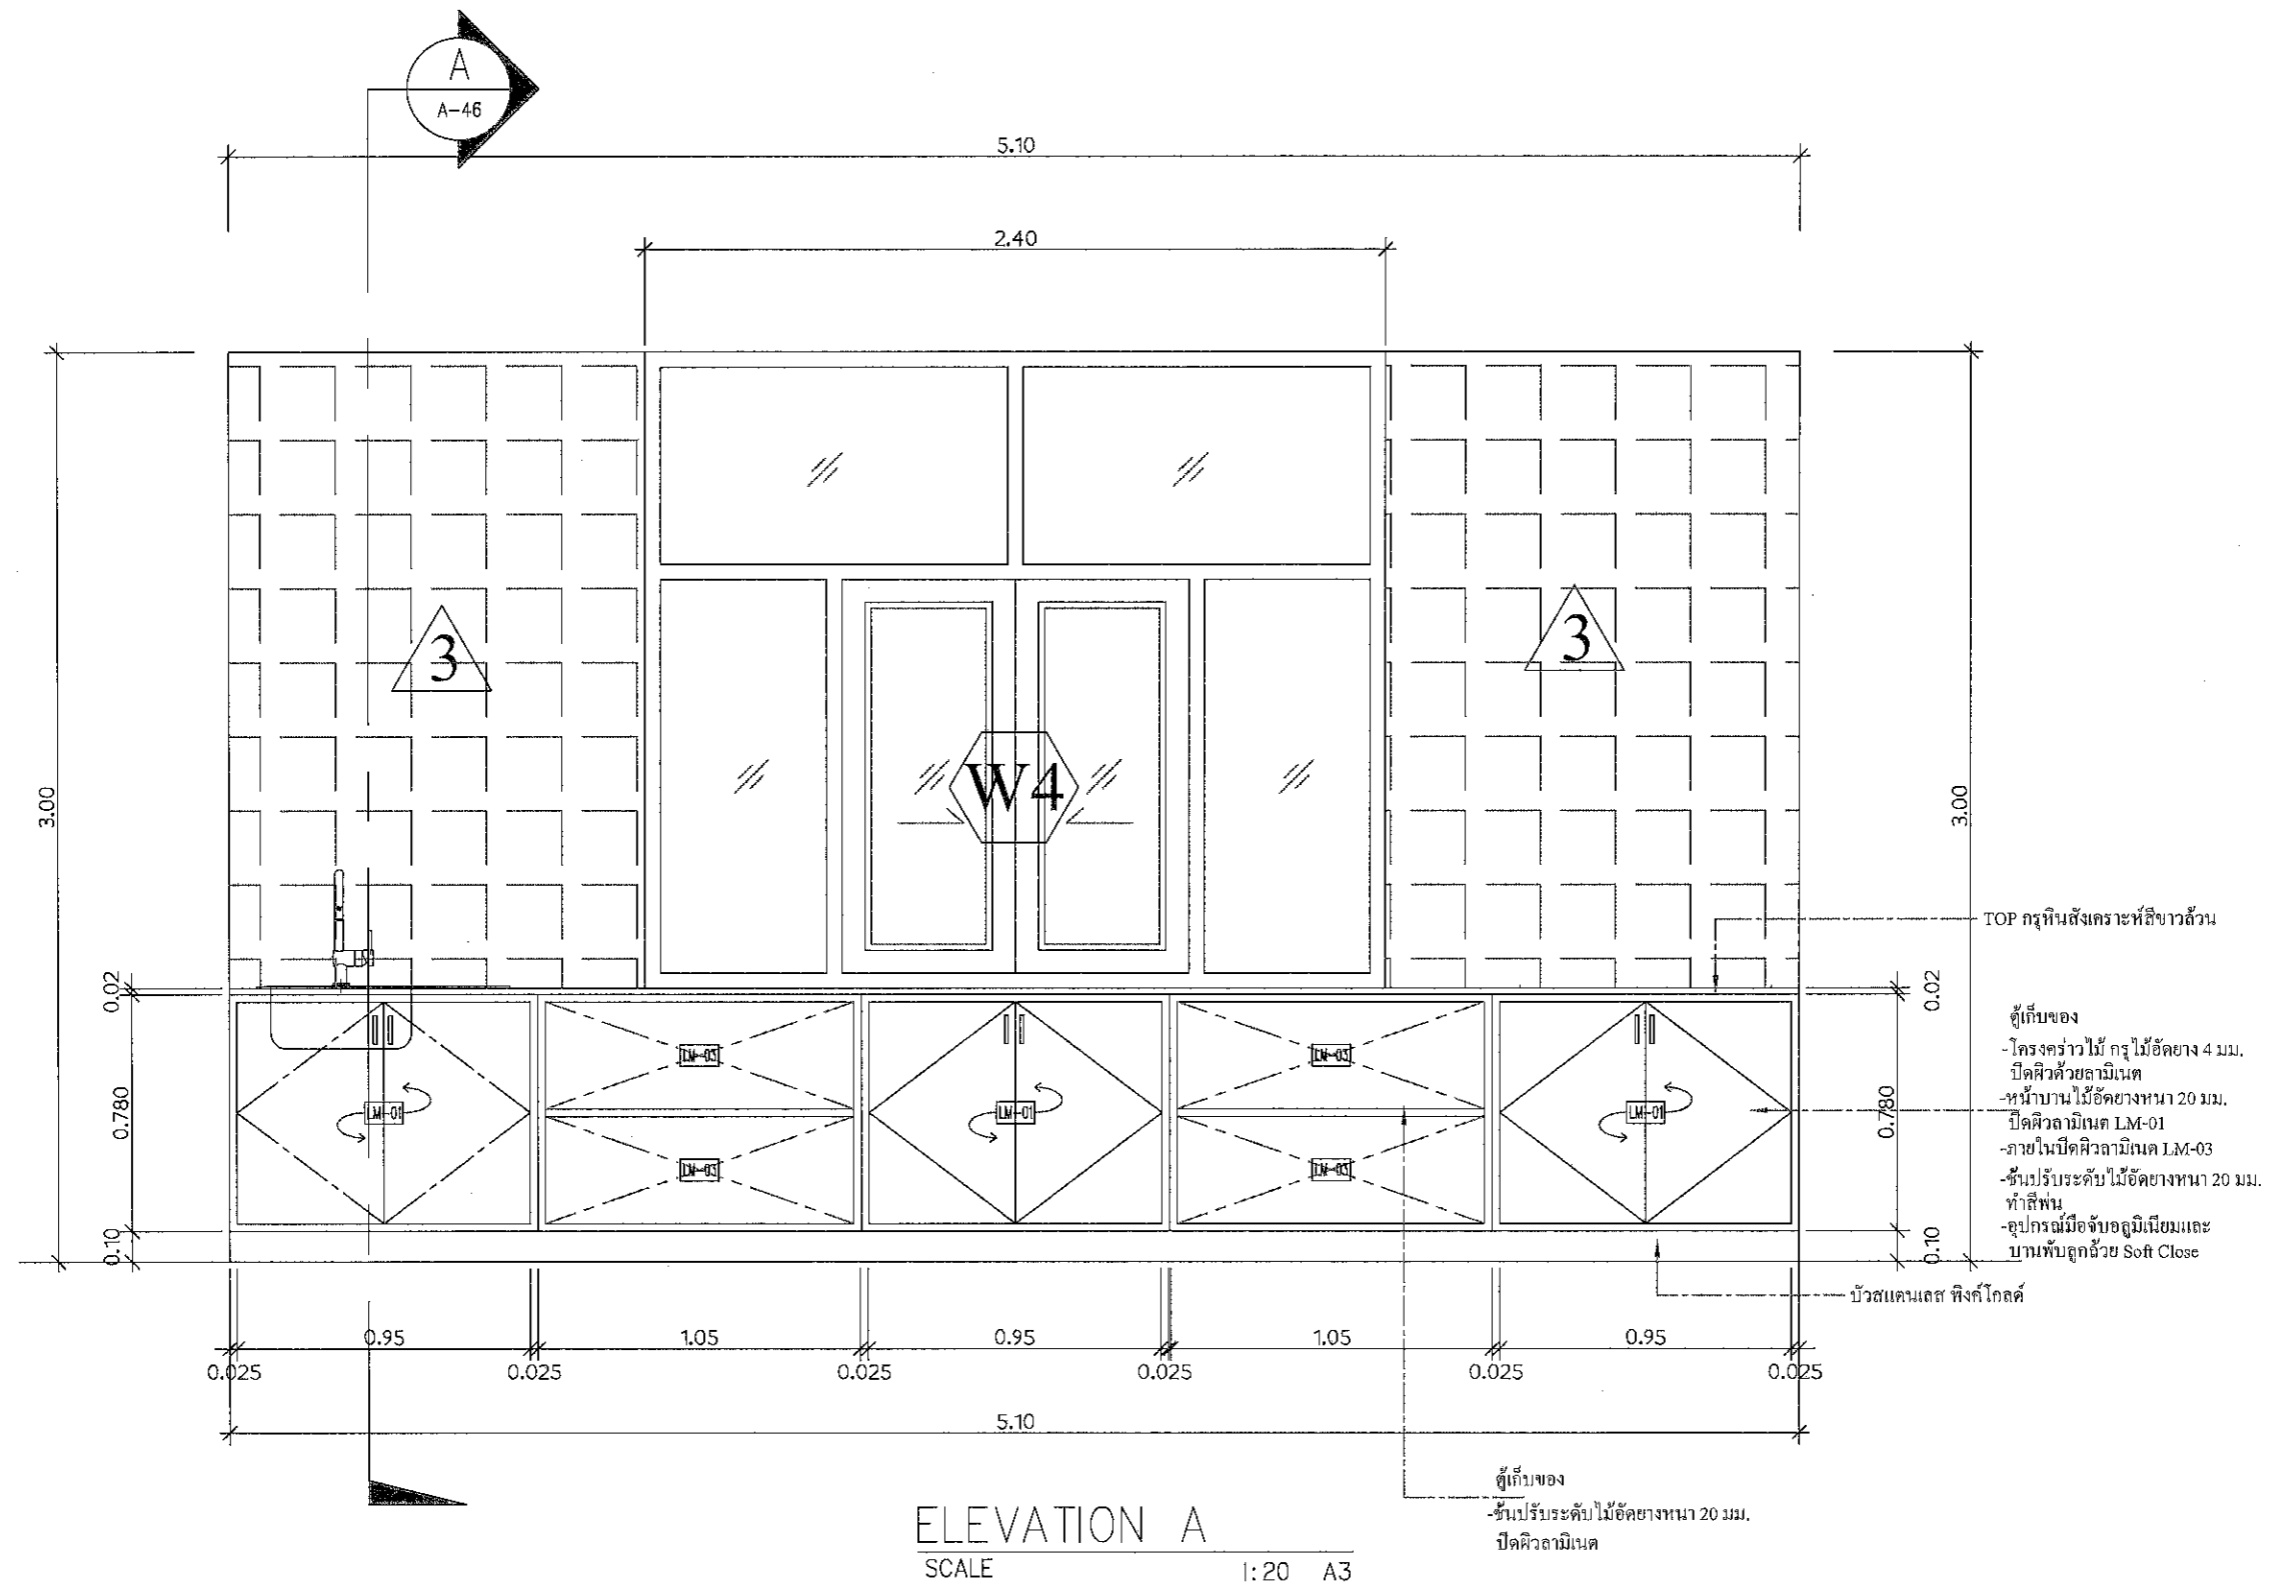 A
A-46
5.10
2.40
3
3
W4
3.00
3.00
TOP กรุหินสังเคราะห์สีขาวล้วน
0.02
0.02
ตู้เก็บของ
-โครงคร่าวไม้ กรุไม้อัดยาง 4 มม.
ปิดผิวด้วยลามิเนต
-หน้าบานไม้อัดยางหนา 20 มม.
ปิดผิวลามิเนต LM-01
-ภายในปิดผิวลามิเนต LM-03
-ชั้นปรับระดับไม้อัดยางหนา 20 มม.
ทำสีพ่น
-อุปกรณ์มือจับอลูมิเนียมและ
บานพับลูกถ้วย Soft Close
LM-03
LM-03
0.780
LM-01
LM-01
LM-01
0.780
LM-03
LM-03
0.10
0.10
บัวสแตนเลส พิงค์โกลด์
0.95
1.05
0.95
1.05
0.95
0.025
0.025
0.025
0.025
0.025
0.025
5.10
ตู้เก็บของ
-ชั้นปรับระดับไม้อัดยางหนา 20 มม.
ปิดผิวลามิเนต
ELEVATION A
SCALE 1:20 A3